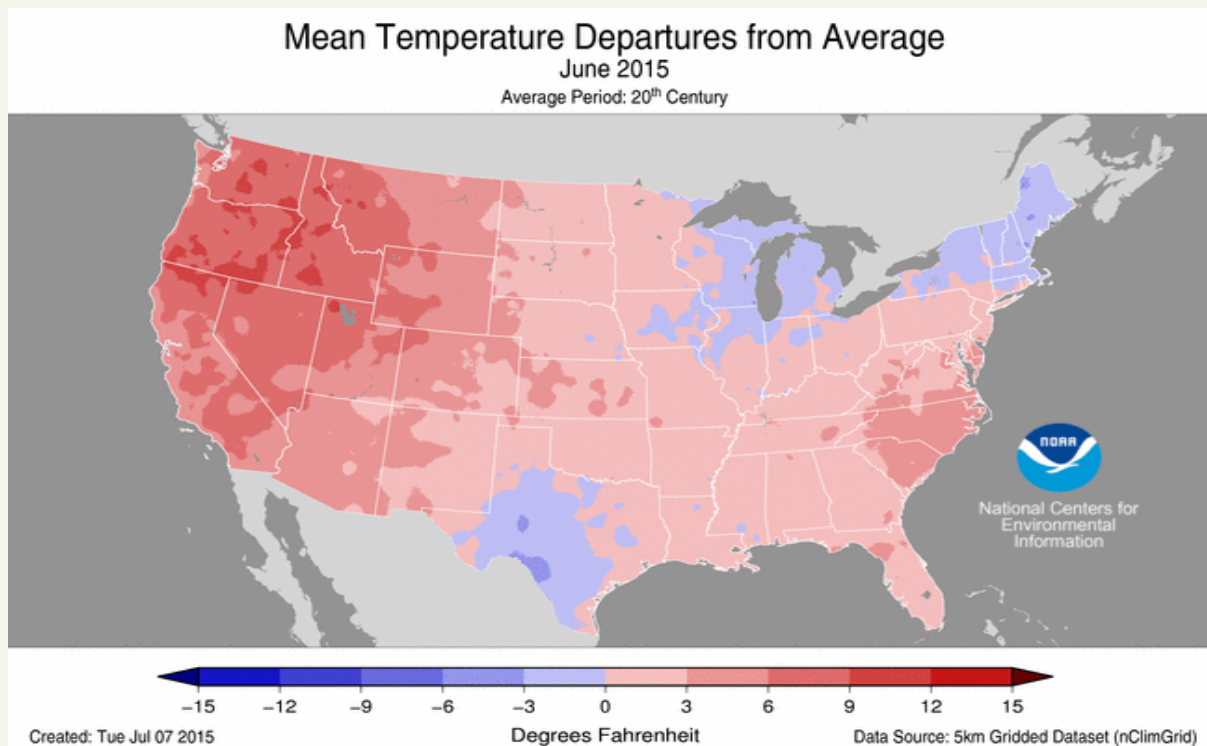 Mean Temperature Departures from Average
June 2015
Average Period: 20th Century
NOAA
National Centers for
Environmental
Information
−15 −12 −9 −6 −3 0 3 6 9 12 15
Degrees Fahrenheit
Created: Tue Jul 07 2015
Data Source: 5km Gridded Dataset (nClimGrid)